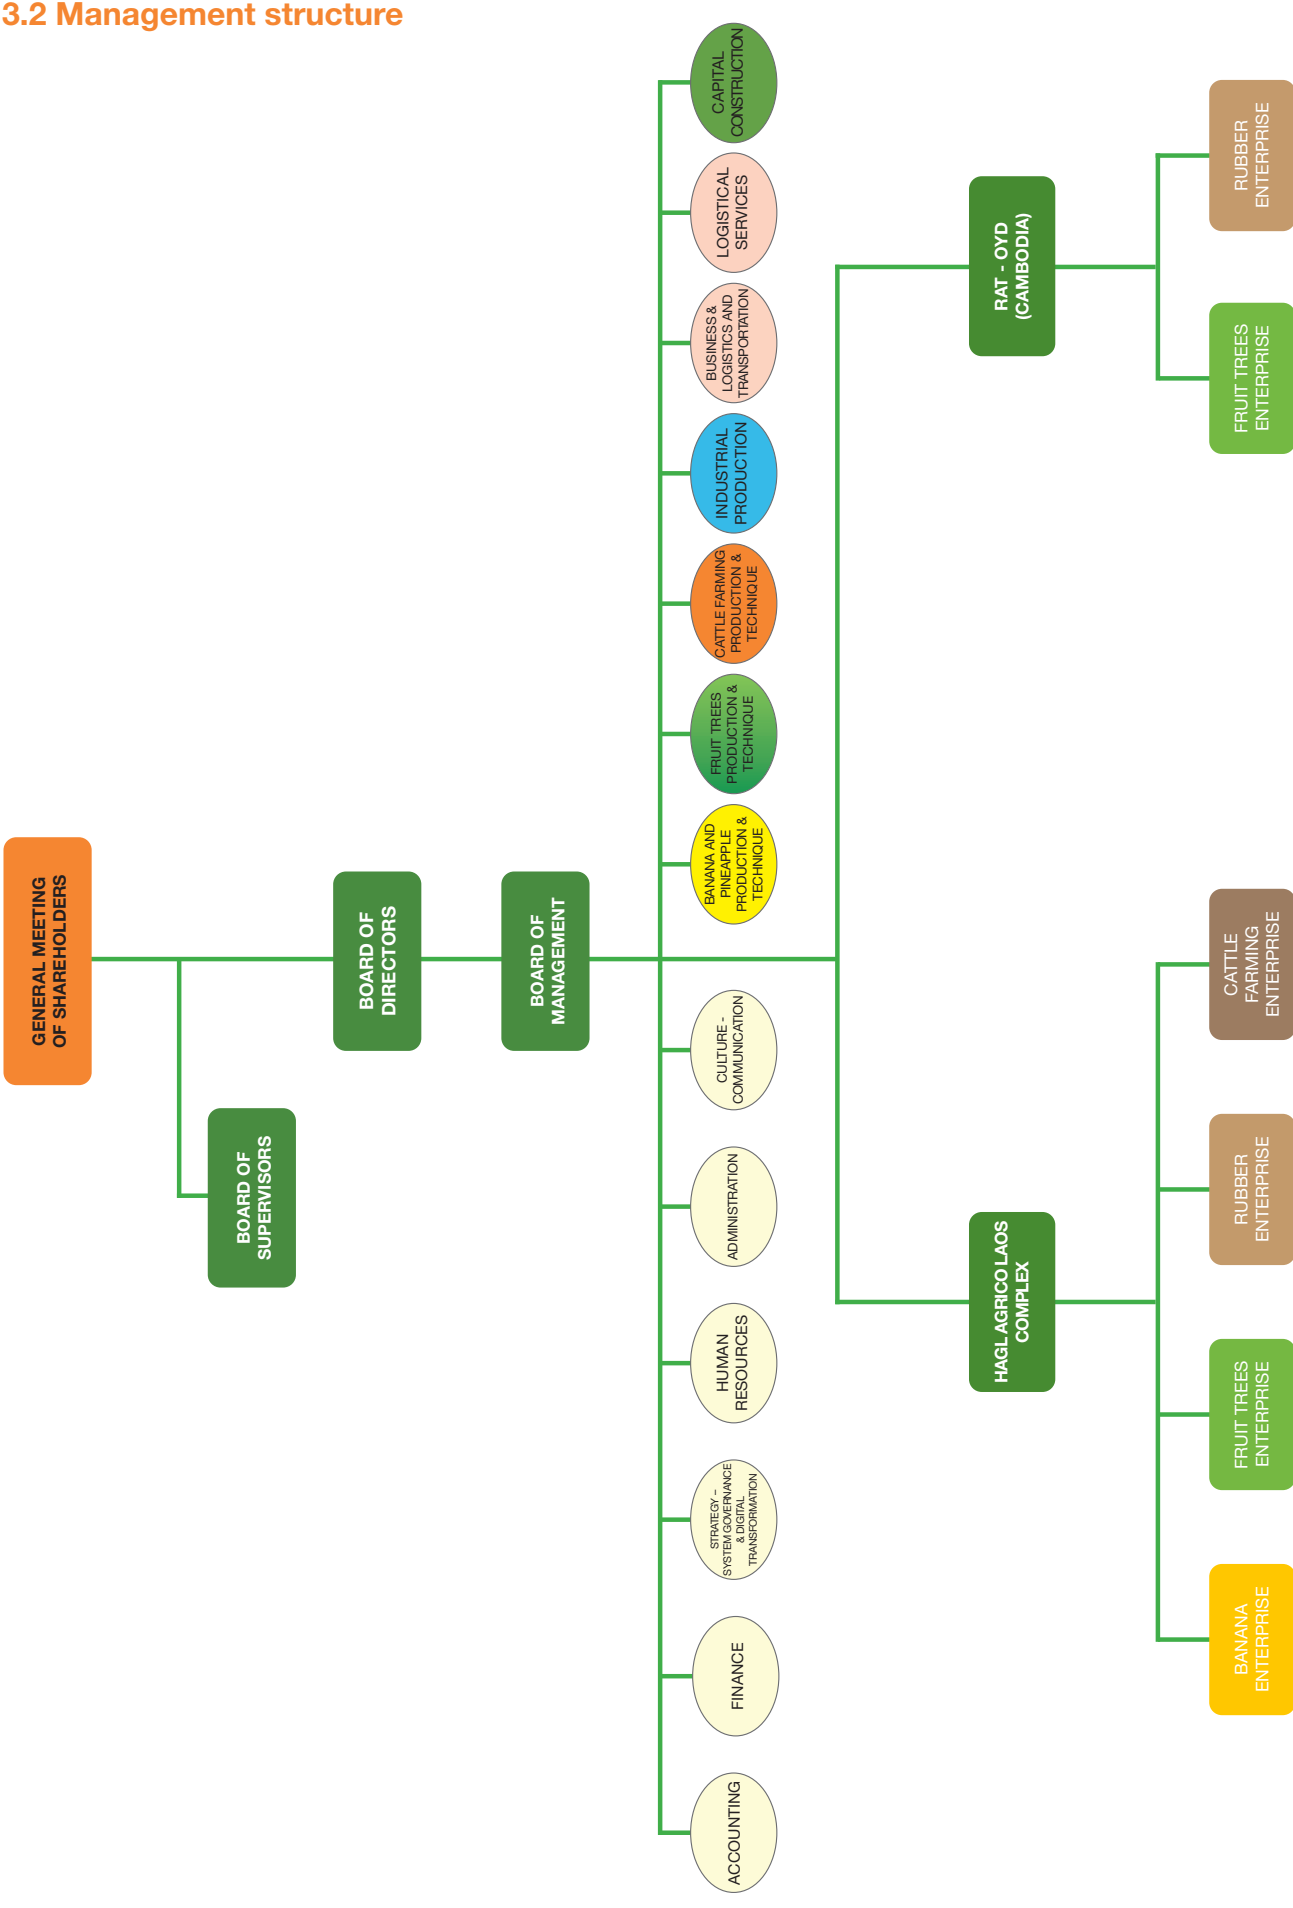 3.2 Management structure
GENERAL MEETING
OF SHAREHOLDERS
BOARD OF
SUPERVISORS
BOARD OF
DIRECTORS
BOARD OF
MANAGEMENT
ACCOUNTING
FINANCE
STRATEGY –
SYSTEM GOVERNANCE
& DIGITAL
TRANSFORMATION
HUMAN
RESOURCES
ADMINISTRATION
CULTURE -
COMMUNICATION
BANANA AND
PINEAPPLE
PRODUCTION &
TECHNIQUE
FRUIT TREES
PRODUCTION &
TECHNIQUE
CATTLE FARMING
PRODUCTION &
TECHNIQUE
INDUSTRIAL
PRODUCTION
BUSINESS &
LOGISTICS AND
TRANSPORTATION
LOGISTICAL
SERVICES
CAPITAL
CONSTRUCTION
HAGL AGRICO LAOS
COMPLEX
RAT - OYD
(CAMBODIA)
BANANA
ENTERPRISE
FRUIT TREES
ENTERPRISE
RUBBER
ENTERPRISE
CATTLE
FARMING
ENTERPRISE
FRUIT TREES
ENTERPRISE
RUBBER
ENTERPRISE